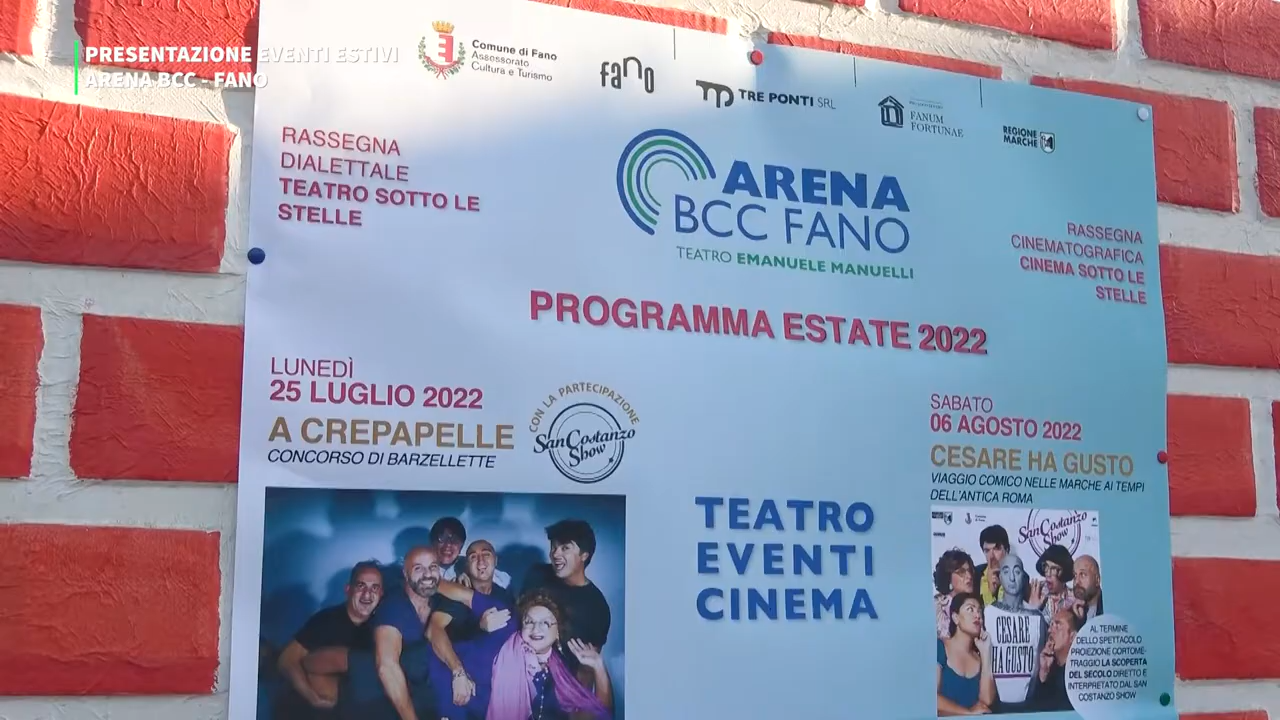 PRESENTAZIONE EVENTI ESTIVI
ARENA BCC - FANO
Comune di Fano
Assessorato
Cultura e Turismo
fano
TRE PONTI SRL
FANUM
FORTUNAE
REGIONE
MARCHE
RASSEGNA
DIALETTALE
TEATRO SOTTO LE
STELLE
ARENA
BCC FANO
TEATRO EMANUELE MANUELLI
RASSEGNA
CINEMATOGRAFICA
CINEMA SOTTO LE
STELLE
PROGRAMMA ESTATE 2022
LUNEDÌ
25 LUGLIO 2022
A CREPAPELLE
CONCORSO DI BARZELLETTE
CON LA PARTECIPAZIONE
San Costanzo
Show
TEATRO
EVENTI
CINEMA
SABATO
06 AGOSTO 2022
CESARE HA GUSTO
VIAGGIO COMICO NELLE MARCHE AI TEMPI
DELL'ANTICA ROMA
San Costanzo
Show
CESARE
HA GUSTO
AL TERMINE
DELLO SPETTACOLO
PROIEZIONE CORTOME-
TRAGGIO LA SCOPERTA
DEL SECOLO DIRETTO E
INTERPRETATO DAL SAN
COSTANZO SHOW